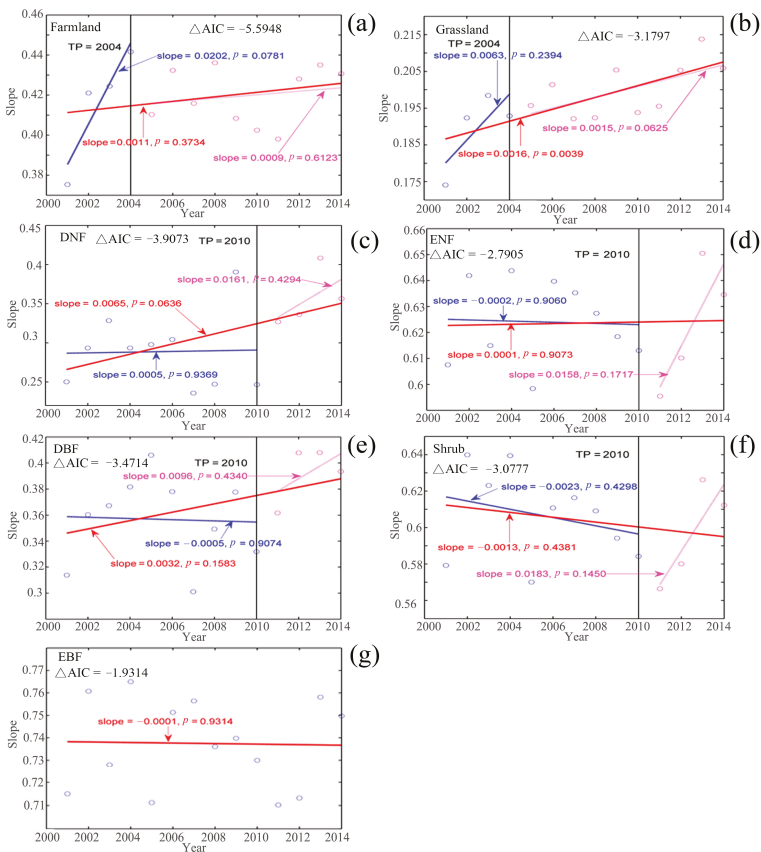 Farmland
△AIC = −5.5948
(a)
TP = 2004
slope = 0.0202, p = 0.0781
slope=0.0011, p = 0.3734
slope = 0.0009, p = 0.6123
Slope
0.46
0.44
0.42
0.40
0.38
2000 2002 2004 2006 2008 2010 2012 2014
Year
Grassland
△AIC = −3.1797
(b)
TP = 2004
slope=0.0063, p = 0.2394
slope = 0.0015, p = 0.0625
slope=0.0016, p = 0.0039
Slope
0.215
0.205
0.195
0.185
0.175
2000 2002 2004 2006 2008 2010 2012 2014
Year
DNF
△AIC = −3.9073
(c)
TP = 2010
slope=0.0161, p = 0.4294
slope=0.0065, p = 0.0636
slope=0.0005, p = 0.9369
Slope
0.45
0.4
0.35
0.3
0.25
2000 2002 2004 2006 2008 2010 2012 2014
Year
ENF
△AIC = −2.7905
(d)
TP = 2010
slope= −0.0002, p = 0.9060
slope=0.0001, p = 0.9073
slope = 0.0158, p = 0.1717
Slope
0.66
0.64
0.62
0.6
2000 2002 2004 2006 2008 2010 2012 2014
Year
DBF
△AIC = −3.4714
(e)
TP = 2010
slope=0.0096, p = 0.4340
slope= −0.0005, p = 0.9074
slope=0.0032, p = 0.1583
Slope
0.42
0.4
0.38
0.36
0.34
0.32
0.3
2000 2002 2004 2006 2008 2010 2012 2014
Year
Shrub
△AIC = −3.0777
(f)
TP = 2010
slope= −0.0023, p = 0.4298
slope= −0.0013, p = 0.4381
slope=0.0183, p = 0.1450
Slope
0.64
0.62
0.6
0.58
0.56
2000 2002 2004 2006 2008 2010 2012 2014
Year
EBF
△AIC = −1.9314
(g)
slope= −0.0001, p = 0.9314
Slope
0.77
0.75
0.73
0.71
2000 2002 2004 2006 2008 2010 2012 2014
Year